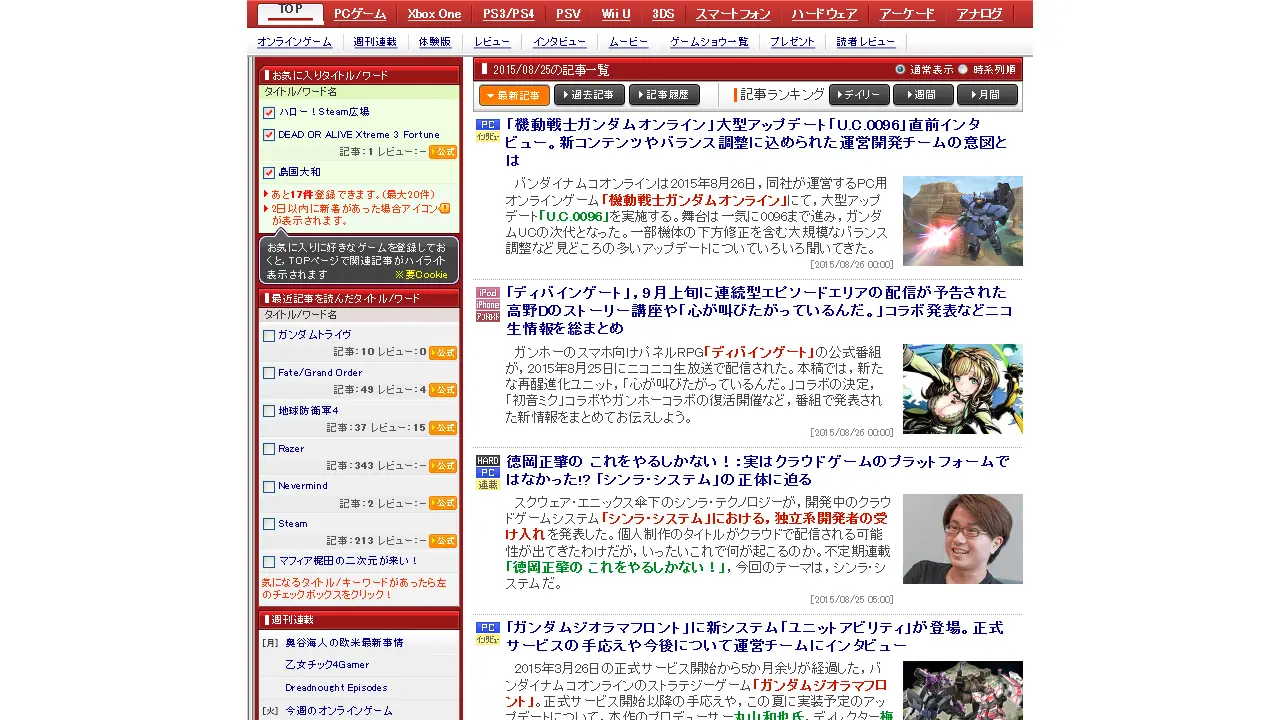 TOP PCゲーム Xbox One PS3/PS4 PSV Wii U 3DS スマートフォン ハードウェア アーケード アナログ
オンラインゲーム 週刊連載 体験版 レビュー インタビュー ムービー ゲームショウ一覧 プレゼント 読者レビュー
お気に入りタイトル/ワード
タイトル/ワード名
ハロー！Steam広場
DEAD OR ALIVE Xtreme 3 Fortune
記事：1 レビュー：− 公式
島国大和
あと17件登録できます。（最大20件）
2日以内に新着があった場合アイコン
が表示されます。
お気に入りに好きなゲームを登録してお
くと，TOPページで関連記事がハイライト
表示されます ※要Cookie
最近記事を読んだタイトル/ワード
タイトル/ワード名
ガンダムトライヴ
記事：10 レビュー：0 公式
Fate/Grand Order
記事：49 レビュー：4 公式
地球防衛軍4
記事：37 レビュー：15 公式
Razer
記事：343 レビュー：− 公式
Nevermind
記事：2 レビュー：− 公式
Steam
記事：213 レビュー：− 公式
マフィア梶田の二次元が来い！
気になるタイトル/キーワードがあったら左
のチェックボックスをクリック！
週刊連載
[月] 奥谷海人の欧米最新事情
乙女チック4Gamer
Dreadnought Episodes
[火] 今週のオンラインゲーム
2015/08/25の記事一覧 通常表示 時系列順
最新記事 過去記事 記事履歴 記事ランキング デイリー 週間 月間
PC
インタビュー
「機動戦士ガンダムオンライン」大型アップデート「U.C.0096」直前インタ
ビュー。新コンテンツやバランス調整に込められた運営開発チームの意図と
は
バンダイナムコオンラインは2015年8月26日，同社が運営するPC用
オンラインゲーム「機動戦士ガンダムオンライン」にて，大型アップ
デート「U.C.0096」を実施する。舞台は一気に0096まで進み，ガンダ
ムUCの次代となった。一部機体の下方修正を含む大規模なバランス
調整など見どころの多いアップデートについていろいろ聞いてきた。
[2015/08/26 00:00]
iPod
iPhone
アンドロイド
「ディバインゲート」，9月上旬に連続型エピソードエリアの配信が予告された
高野Dのストーリー講座や「心が叫びたがっているんだ。」コラボ発表などニコ
生情報を総まとめ
ガンホーのスマホ向けパネルRPG「ディバインゲート」の公式番組
が，2015年8月25日にニコニコ生放送で配信された。本稿では，新た
な再醒進化ユニット，「心が叫びたがっているんだ。」コラボの決定，
「初音ミク」コラボやガンホーコラボの復活開催など，番組で発表され
た新情報をまとめてお伝えしよう。
[2015/08/26 00:00]
HARD
PC
連載
徳岡正肇の これをやるしかない！：実はクラウドゲームのプラットフォームで
はなかった!? 「シンラ・システム」の正体に迫る
スクウェア・エニックス傘下のシンラ・テクノロジーが，開発中のクラウ
ドゲームシステム「シンラ・システム」における，独立系開発者の受
け入れを発表した。個人制作のタイトルがクラウドで配信される可能
性が出てきたわけだが，いったいこれで何が起こるのか。不定期連載
「徳岡正肇の これをやるしかない！」，今回のテーマは，シンラ・シ
ステムだ。
[2015/08/25 05:00]
PC
インタビュー
「ガンダムジオラマフロント」に新システム「ユニットアビリティ」が登場。正式
サービスの手応えや今後について運営チームにインタビュー
2015年3月26日の正式サービス開始から5か月余りが経過した，バ
ンダイナムコオンラインのストラテジーゲーム「ガンダムジオラマフロ
ント」。正式サービス開始以降の手応えや，この夏に実装予定のアッ
プデートについて，本作のプロデューサー丸山和也氏，ディレクター梅